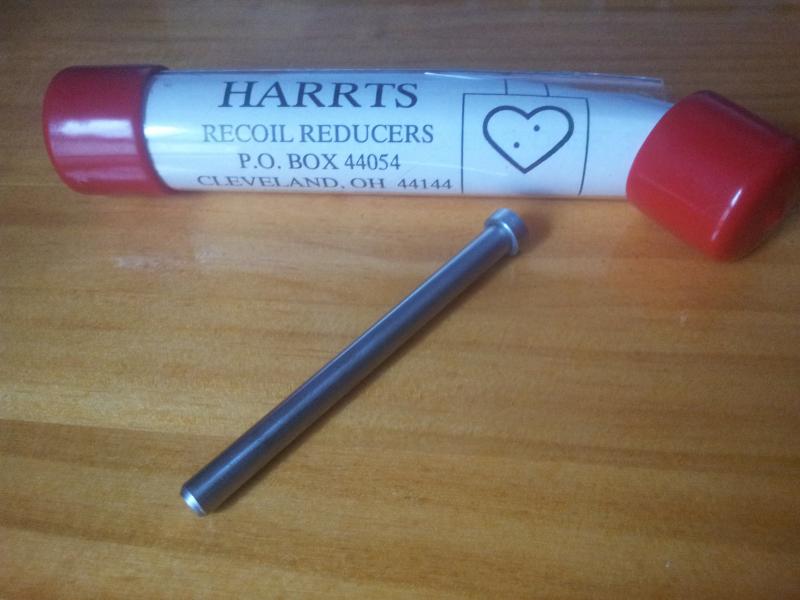 HARRTS
RECOIL REDUCERS
P.O. BOX 44054
CLEVELAND, OH 44144